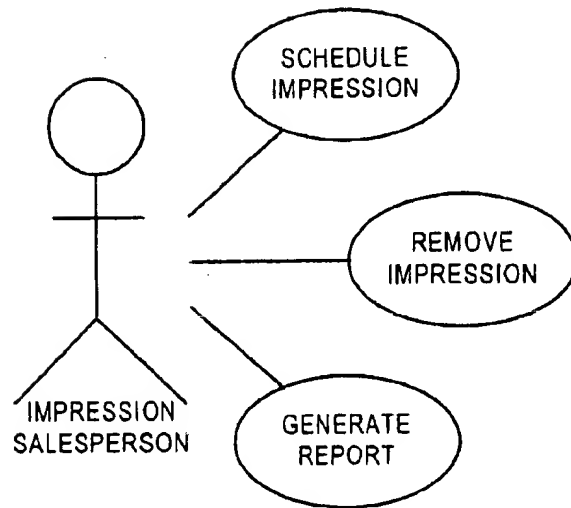 SCHEDULE
IMPRESSION
REMOVE
IMPRESSION
IMPRESSION
SALESPERSON
GENERATE
REPORT